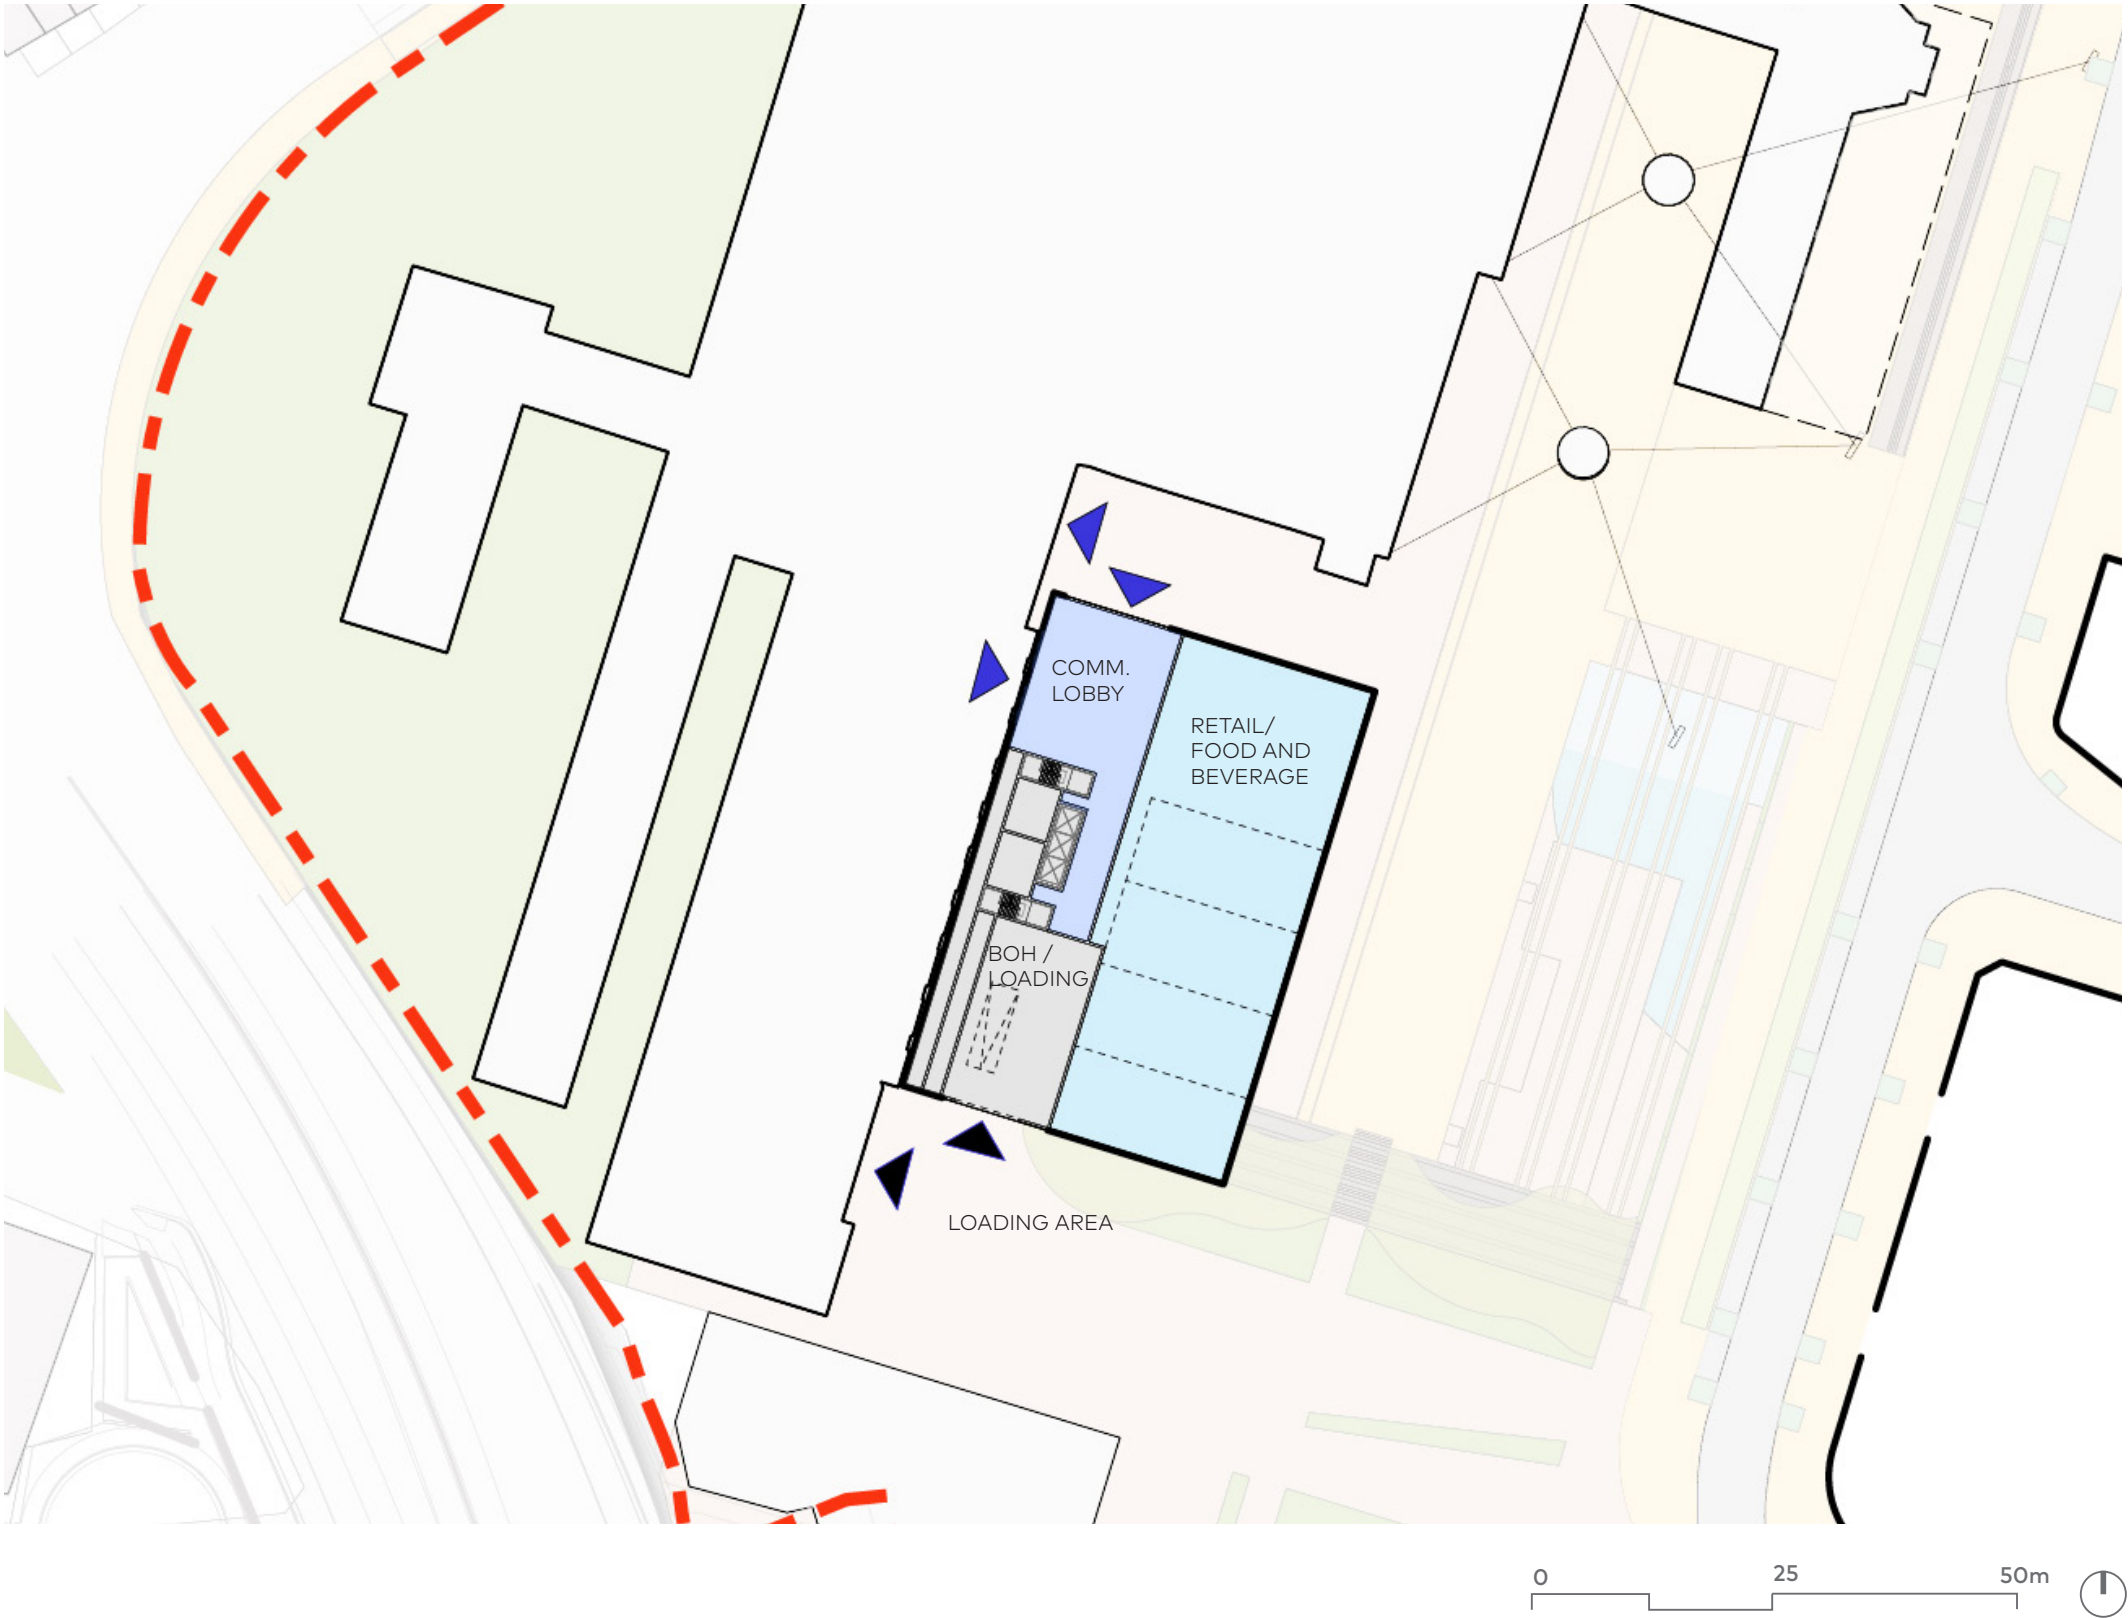 COMM.
LOBBY
RETAIL/
FOOD AND
BEVERAGE
BOH /
LOADING
LOADING AREA
0 25 50m